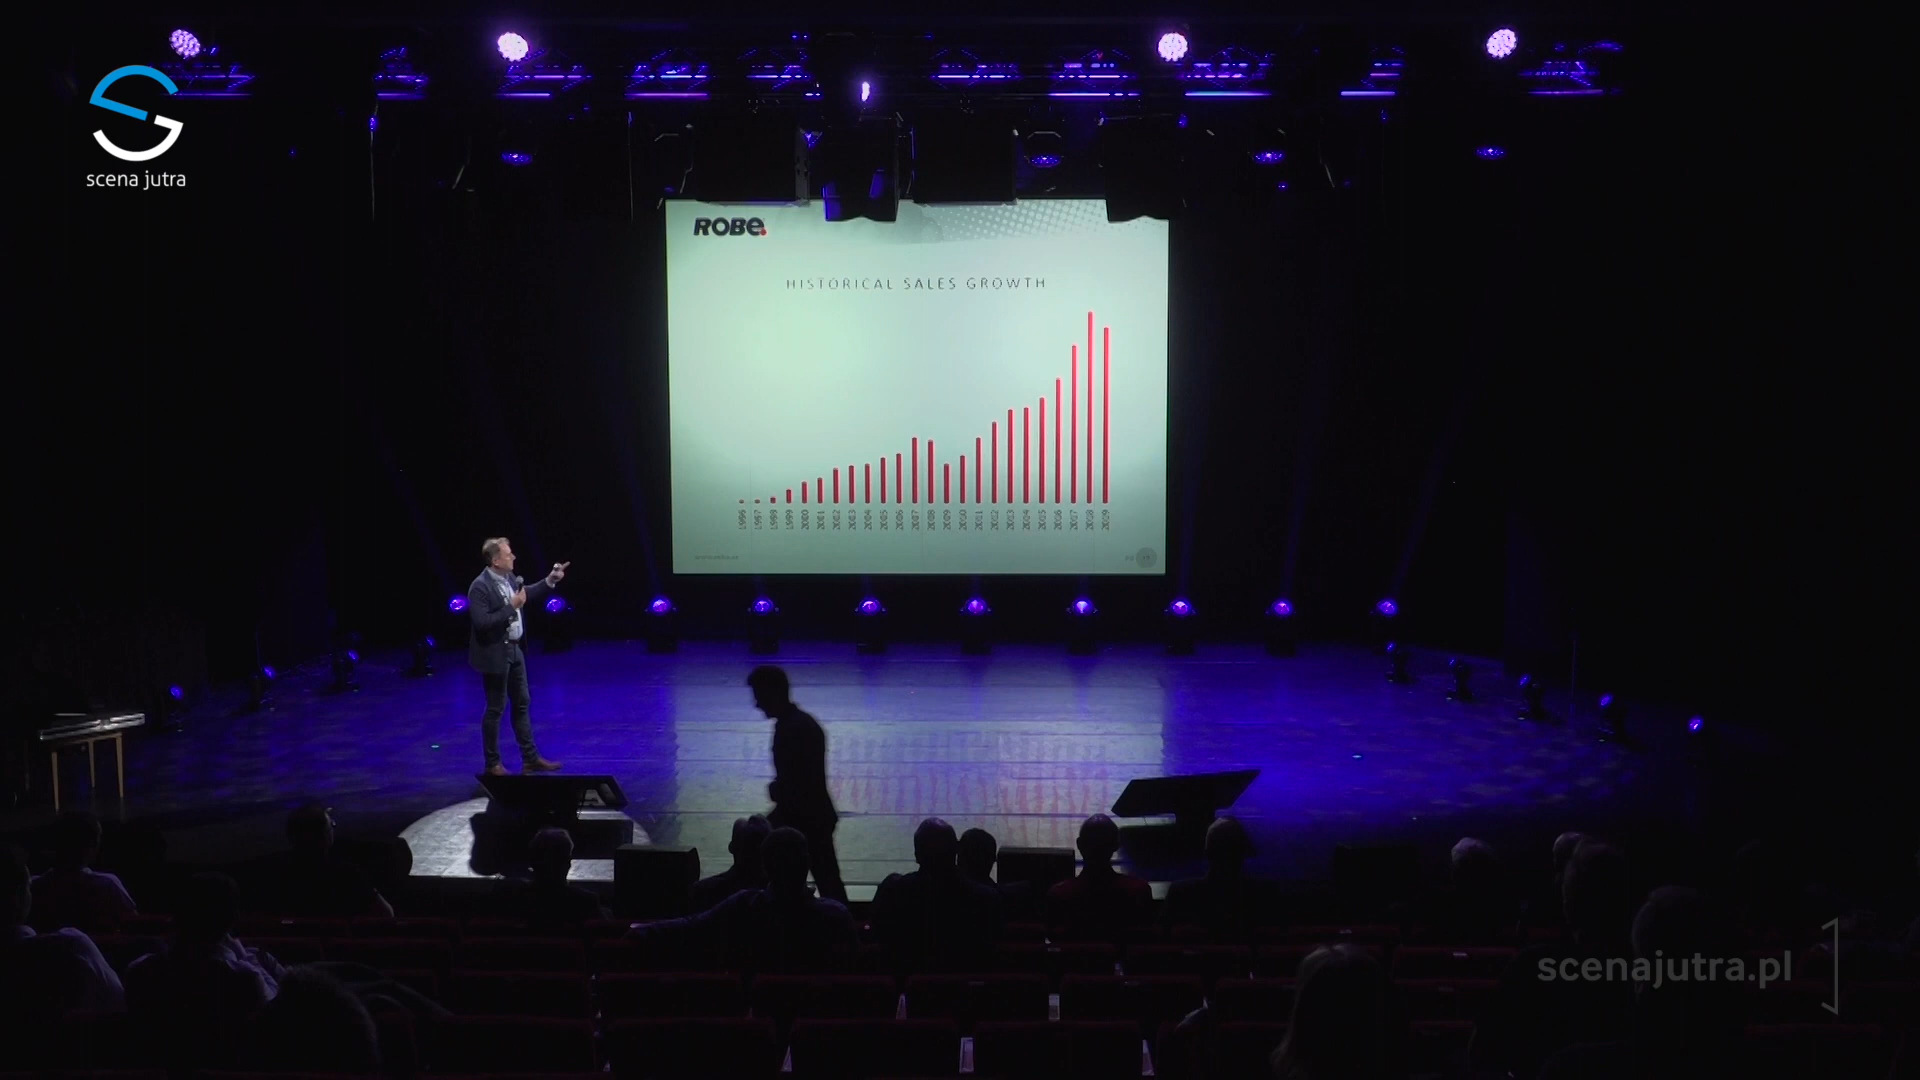 scena jutra
ROBE.
HISTORICAL SALES GROWTH
1996 1997 1998 1999 2000 2001 2002 2003 2004 2005 2006 2007 2008 2009 2010 2011 2012 2013 2014 2015 2016 2017 2018 2019
scenajutra.pl